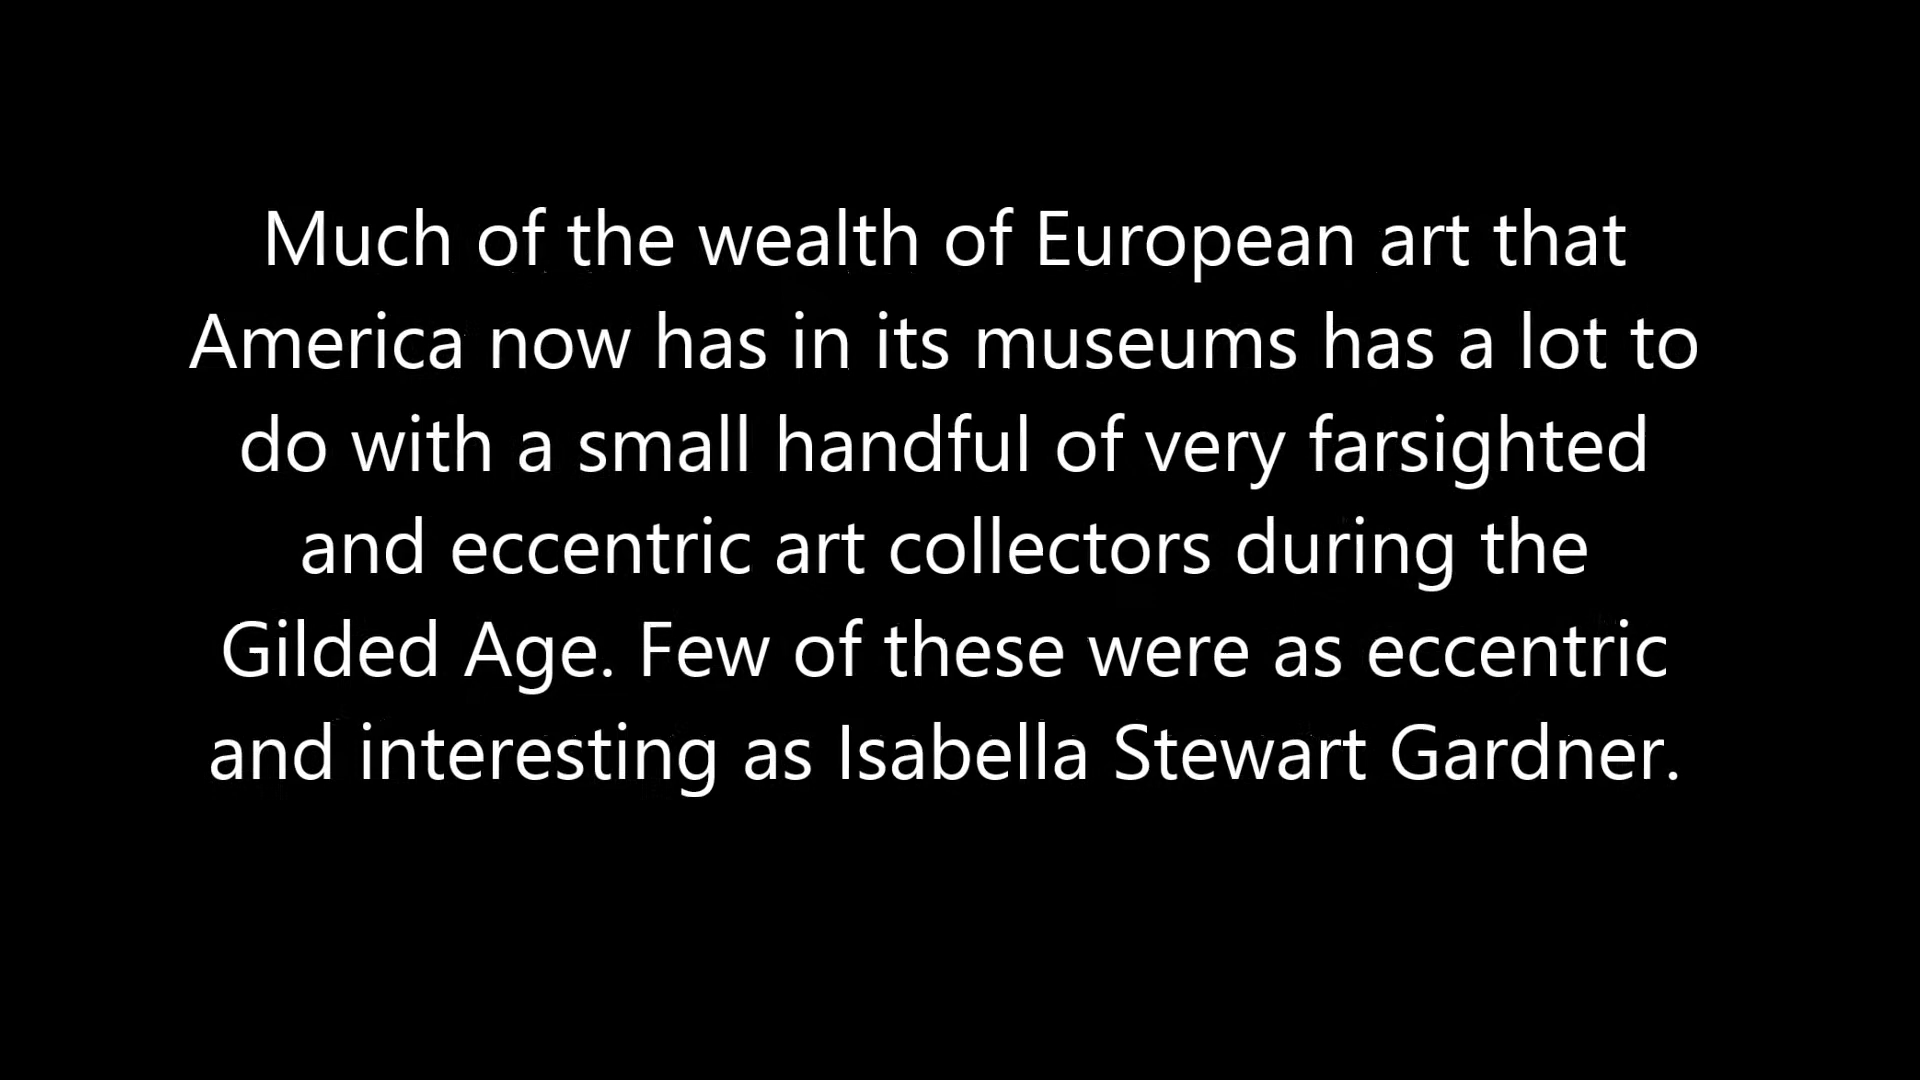 Much of the wealth of European art that
America now has in its museums has a lot to
do with a small handful of very farsighted
and eccentric art collectors during the
Gilded Age. Few of these were as eccentric
and interesting as Isabella Stewart Gardner.